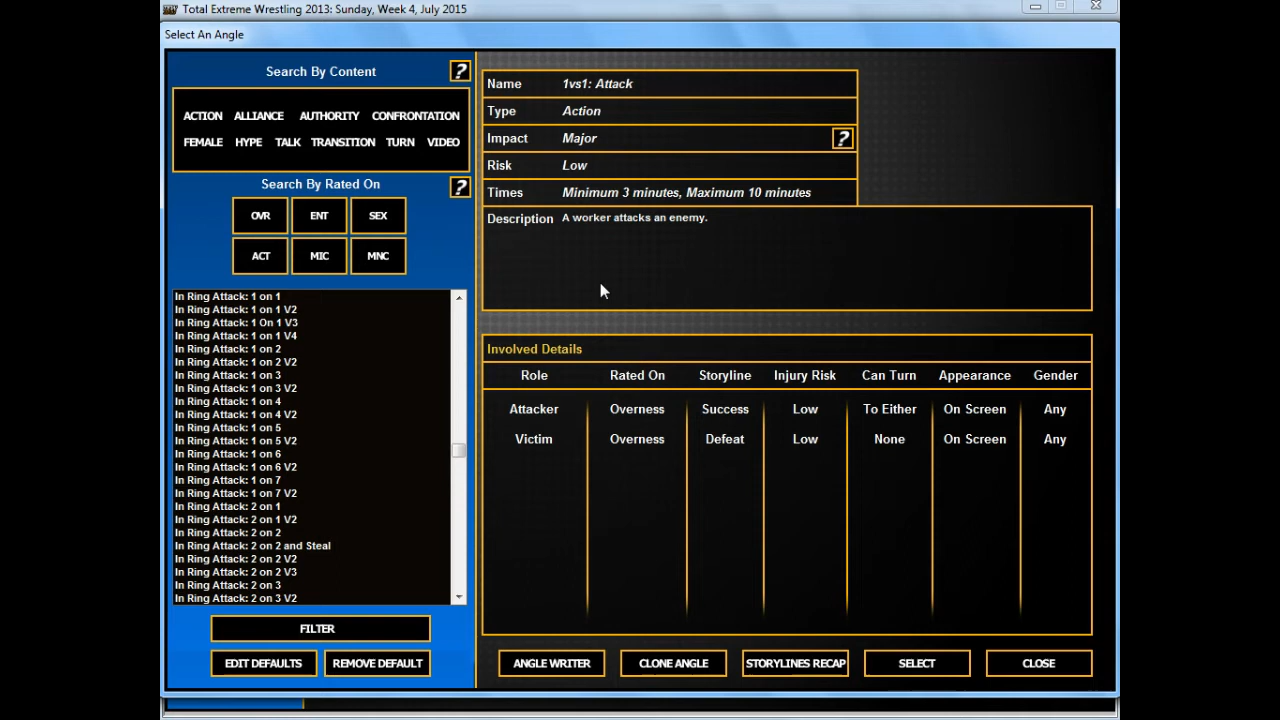 Total Extreme Wrestling 2013: Sunday, Week 4, July 2015
Select An Angle
Search By Content
?
ACTION ALLIANCE AUTHORITY CONFRONTATION
FEMALE HYPE TALK TRANSITION TURN VIDEO
Search By Rated On
?
OVR ENT SEX
ACT MIC MNC
In Ring Attack: 1 on 1
In Ring Attack: 1 on 1 V2
In Ring Attack: 1 On 1 V3
In Ring Attack: 1 on 1 V4
In Ring Attack: 1 on 2
In Ring Attack: 1 on 2 V2
In Ring Attack: 1 on 3
In Ring Attack: 1 on 3 V2
In Ring Attack: 1 on 4
In Ring Attack: 1 on 4 V2
In Ring Attack: 1 on 5
In Ring Attack: 1 on 5 V2
In Ring Attack: 1 on 6
In Ring Attack: 1 on 6 V2
In Ring Attack: 1 on 7
In Ring Attack: 1 on 7 V2
In Ring Attack: 2 on 1
In Ring Attack: 2 on 1 V2
In Ring Attack: 2 on 2
In Ring Attack: 2 on 2 and Steal
In Ring Attack: 2 on 2 V2
In Ring Attack: 2 on 2 V3
In Ring Attack: 2 on 3
In Ring Attack: 2 on 3 V2
FILTER
EDIT DEFAULTS REMOVE DEFAULT
Name 1vs1: Attack
Type Action
Impact Major ?
Risk Low
Times Minimum 3 minutes, Maximum 10 minutes
Description A worker attacks an enemy.
Involved Details
Role Rated On Storyline Injury Risk Can Turn Appearance Gender
Attacker Overness Success Low To Either On Screen Any
Victim Overness Defeat Low None On Screen Any
ANGLE WRITER CLONE ANGLE STORYLINES RECAP SELECT CLOSE